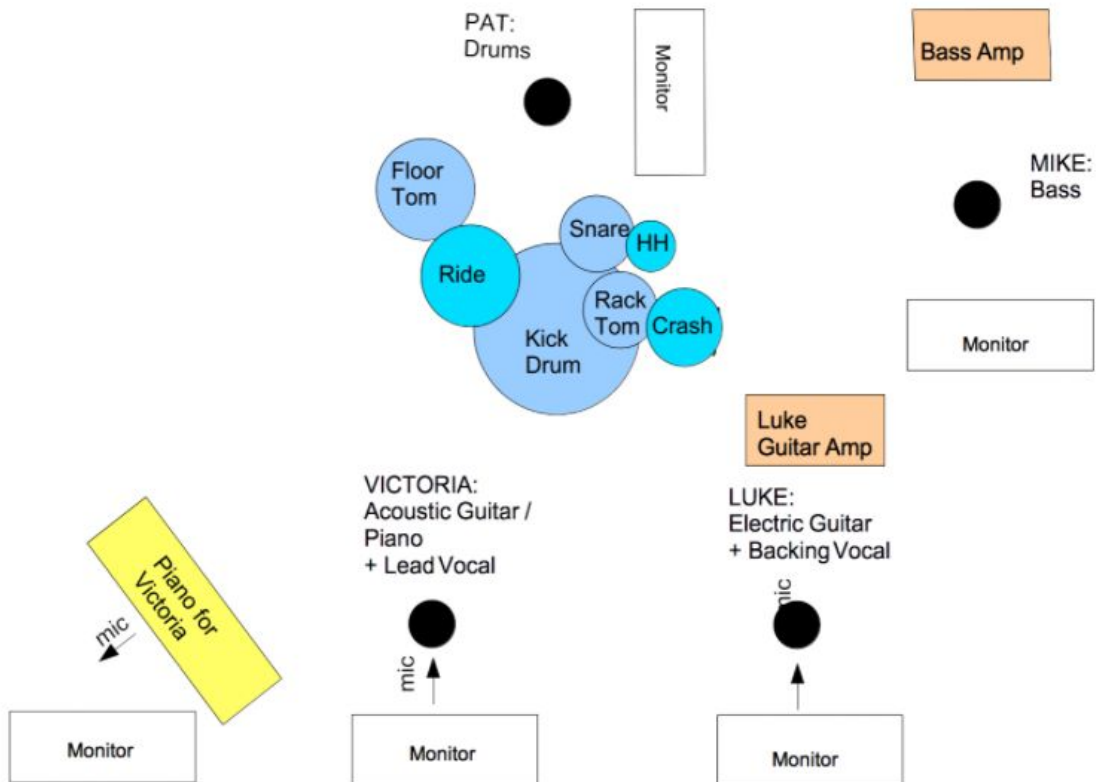 PAT:
Drums
Monitor
Bass Amp
Floor
Tom
MIKE:
Bass
Snare
HH
Ride
Rack
Tom
Crash
Kick
Drum
Monitor
Luke
Guitar Amp
VICTORIA:
Acoustic Guitar /
Piano
+ Lead Vocal
LUKE:
Electric Guitar
+ Backing Vocal
Piano for
Victoria
mic
mic
mic
Monitor
Monitor
Monitor